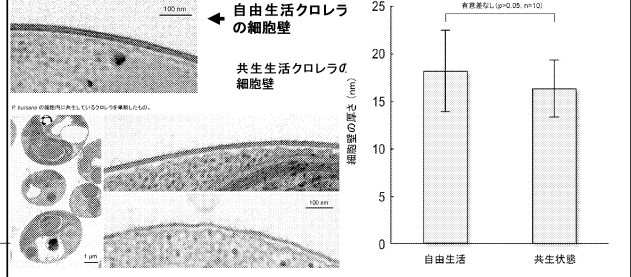 100 nm
自由生活クロレラ
の細胞壁
共生生活クロレラの
細胞壁
P. bursaria の細胞内に共生しているクロレラを単離したもの。
1 μm
100 nm
有意差なし(p>0.05, n=10)
細胞壁の厚さ (nm)
25
20
15
10
5
0
自由生活
共生状態